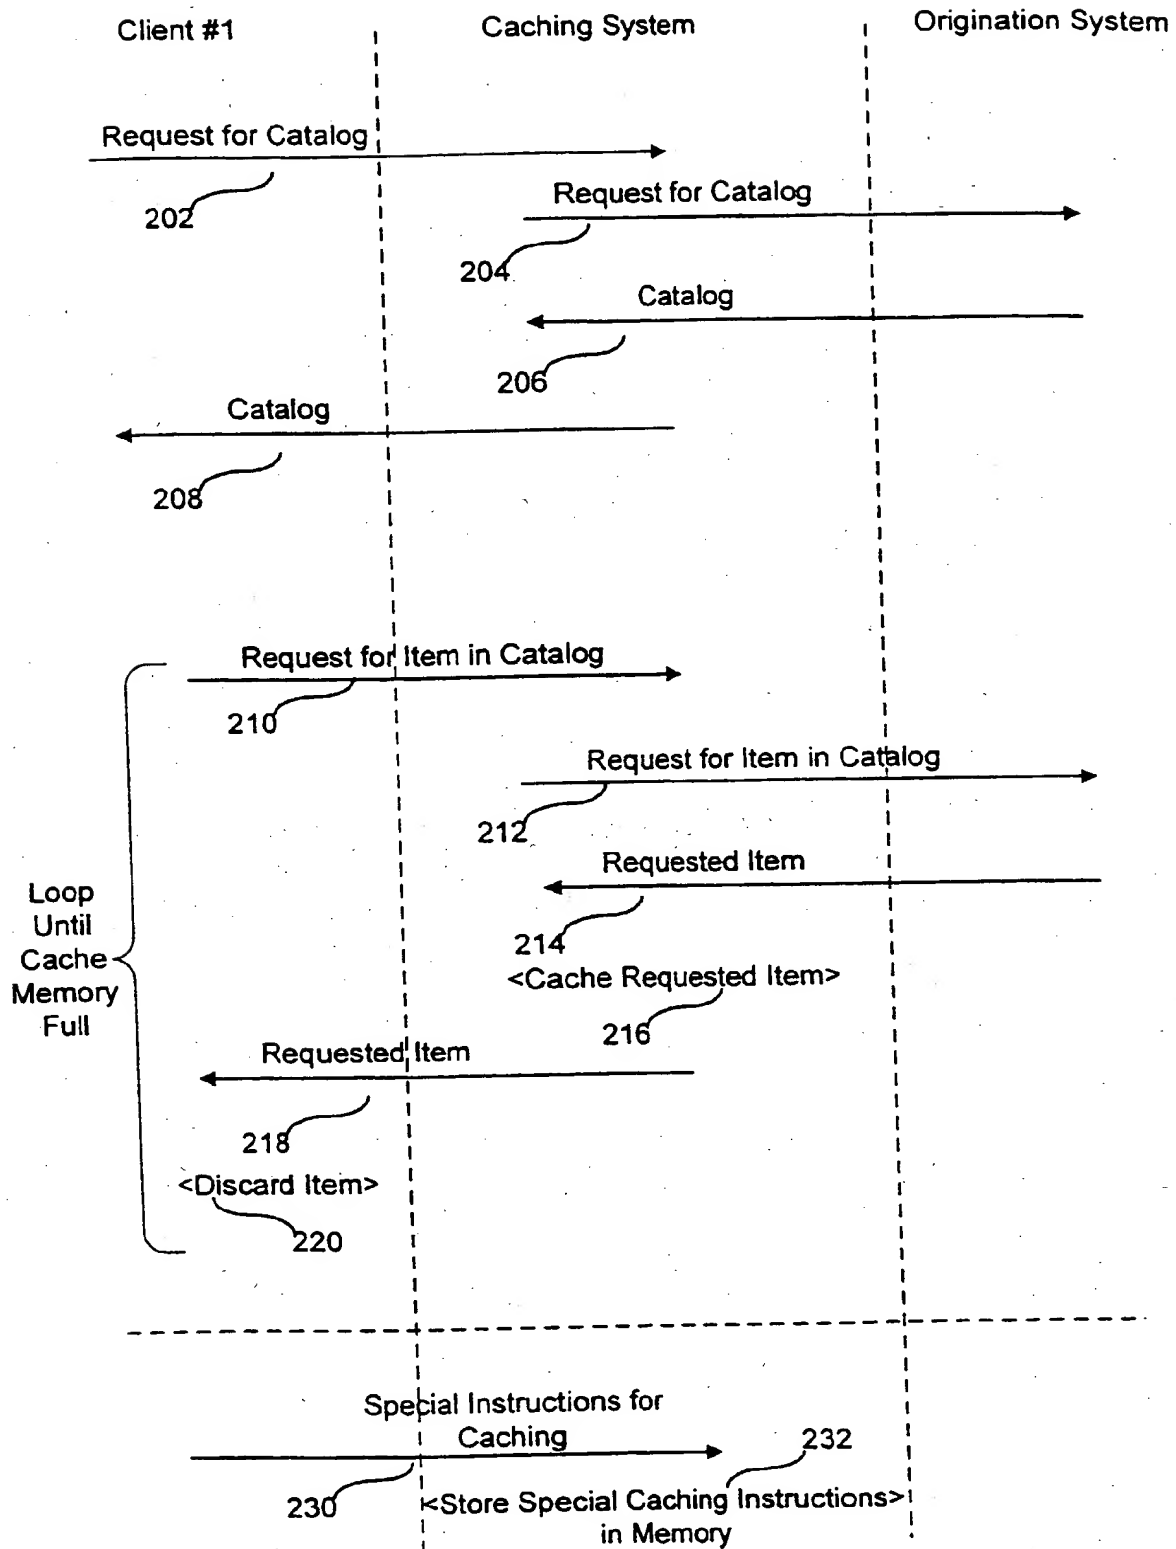 Client #1
Caching System
Origination System
Request for Catalog
202
Request for Catalog
204
Catalog
206
Catalog
208
Request for Item in Catalog
210
Request for Item in Catalog
212
Requested Item
214
<Cache Requested Item>
216
Loop
Until
Cache
Memory
Full
Requested Item
218
<Discard Item>
220
Special Instructions for
Caching
232
230
<Store Special Caching Instructions>
in Memory